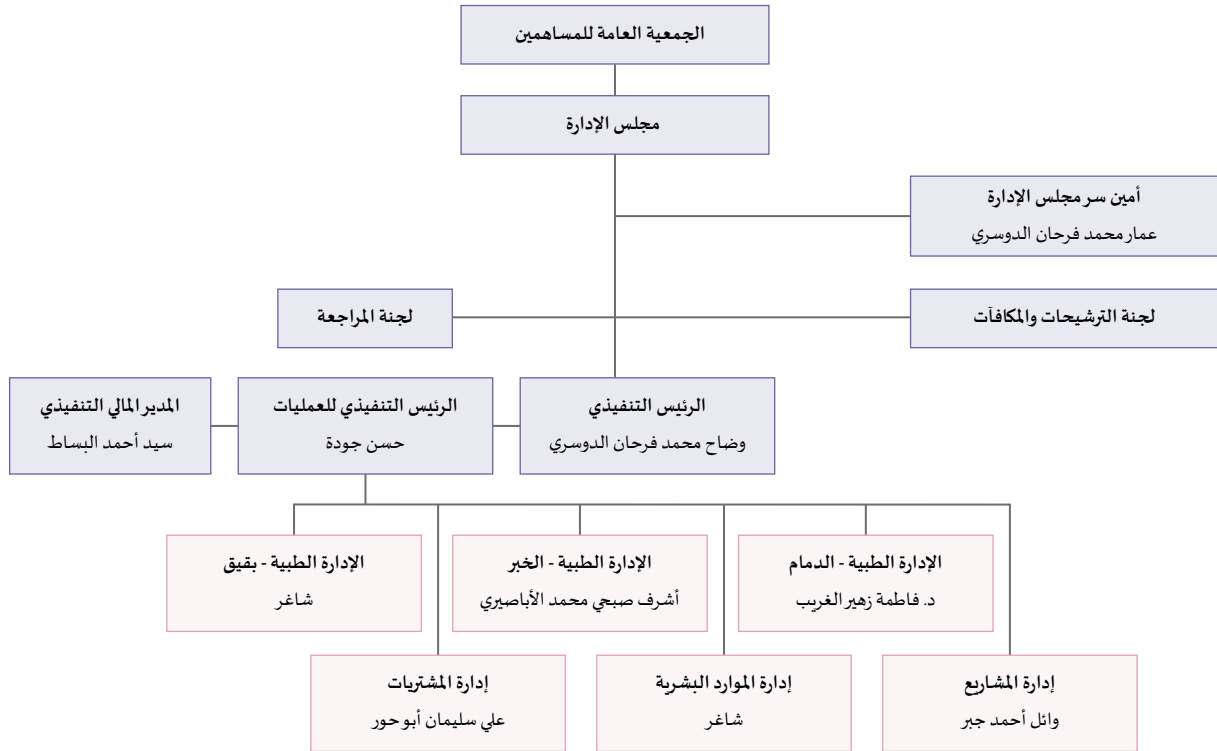 الجمعية العامة للمساهمين
مجلس الإدارة
أمين سر مجلس الإدارة
عمار محمد فرحان الدوسري
لجنة الترشيحات والمكافآت
لجنة المراجعة
الرئيس التنفيذي
وضاح محمد فرحان الدوسري
الرئيس التنفيذي للعمليات
حسن جودة
المدير المالي التنفيذي
سيد أحمد البساط
الإدارة الطبية - الدمام
د. فاطمة زهير الغريب
الإدارة الطبية - الخبر
أشرف صبحي محمد الأباصيري
الإدارة الطبية - بقيق
شاغر
إدارة المشاريع
وائل أحمد جبر
إدارة الموارد البشرية
شاغر
إدارة المشتريات
علي سليمان أبو حور